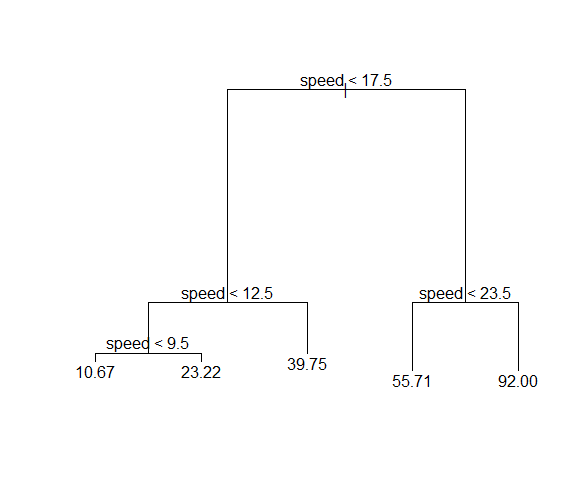 speed < 17.5
speed < 12.5
speed < 23.5
speed < 9.5
39.75
10.67
23.22
55.71
92.00